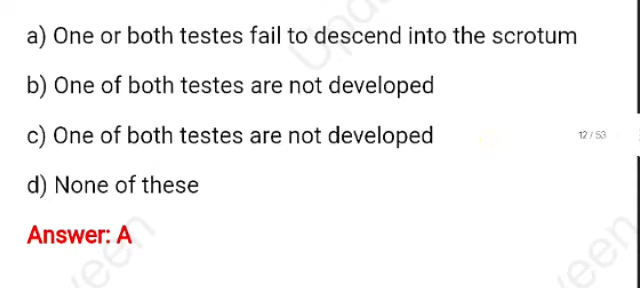 a) One or both testes fail to descend into the scrotum
b) One of both testes are not developed
c) One of both testes are not developed
12 / 53
d) None of these
Answer: A